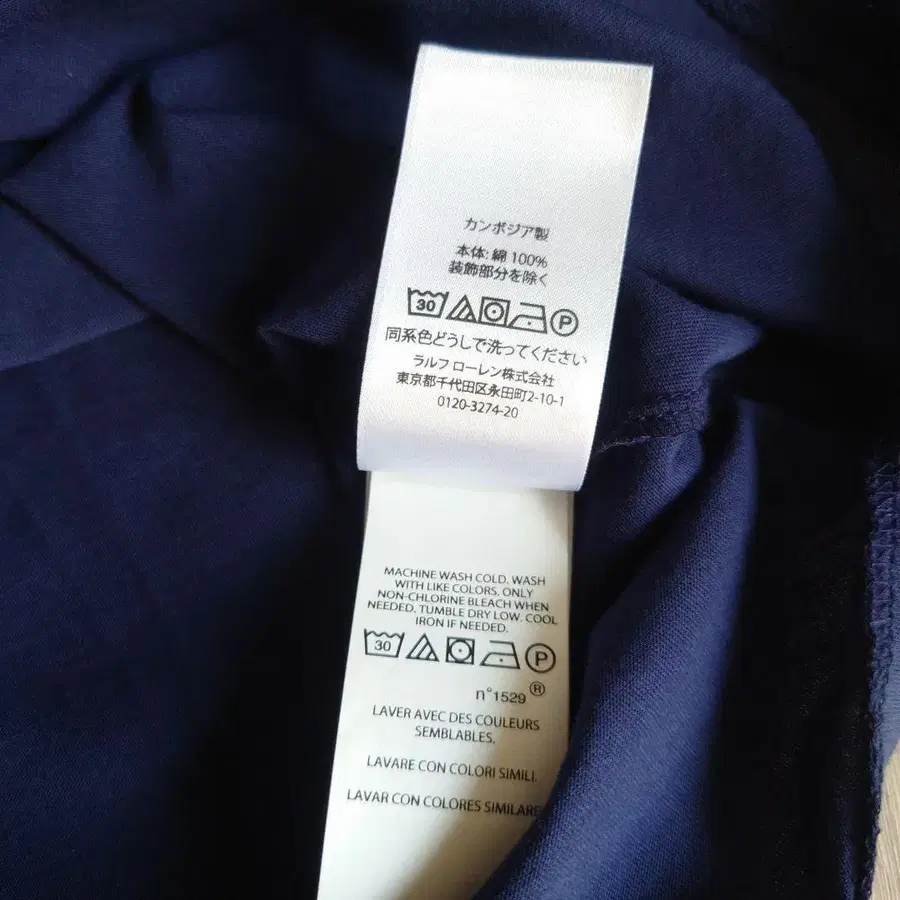 カンボジア製
本体: 綿 100%
装飾部分を除く
30 P
同系色どうしで洗ってください
ラルフ ローレン株式会社
東京都千代田区永田町2-10-1
0120-3274-20
MACHINE WASH COLD. WASH
WITH LIKE COLORS. ONLY
NON-CHLORINE BLEACH WHEN
NEEDED. TUMBLE DRY LOW. COOL
IRON IF NEEDED.
30 P
n°1529 ®
LAVER AVEC DES COULEURS
SEMBLABLES.
LAVARE CON COLORI SIMILI.
LAVAR CON COLORES SIMILARE